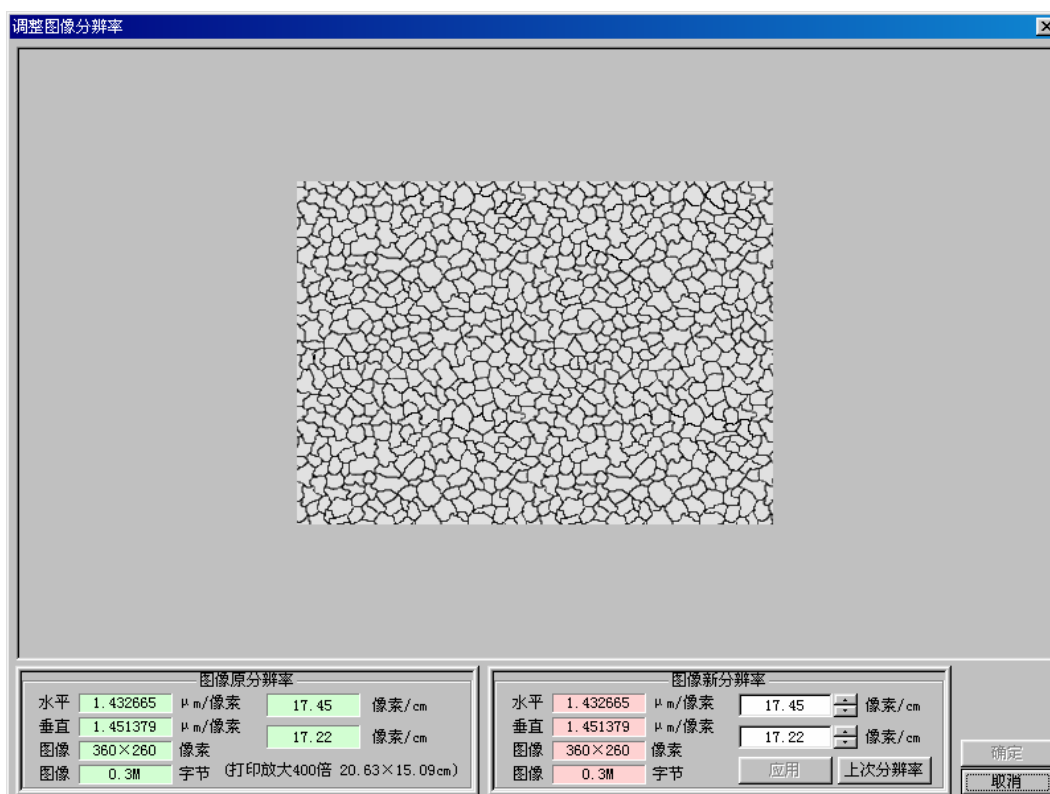 调整图像分辨率
图像原分辨率
水平 1.432665 μm/像素 17.45 像素/cm
垂直 1.451379 μm/像素 17.22 像素/cm
图像 360×260 像素
图像 0.3M 字节 (打印放大400倍 20.63×15.09cm)
图像新分辨率
水平 1.432665 μm/像素 17.45 像素/cm
垂直 1.451379 μm/像素 17.22 像素/cm
图像 360×260 像素
图像 0.3M 字节 应用 上次分辨率
确定
取消